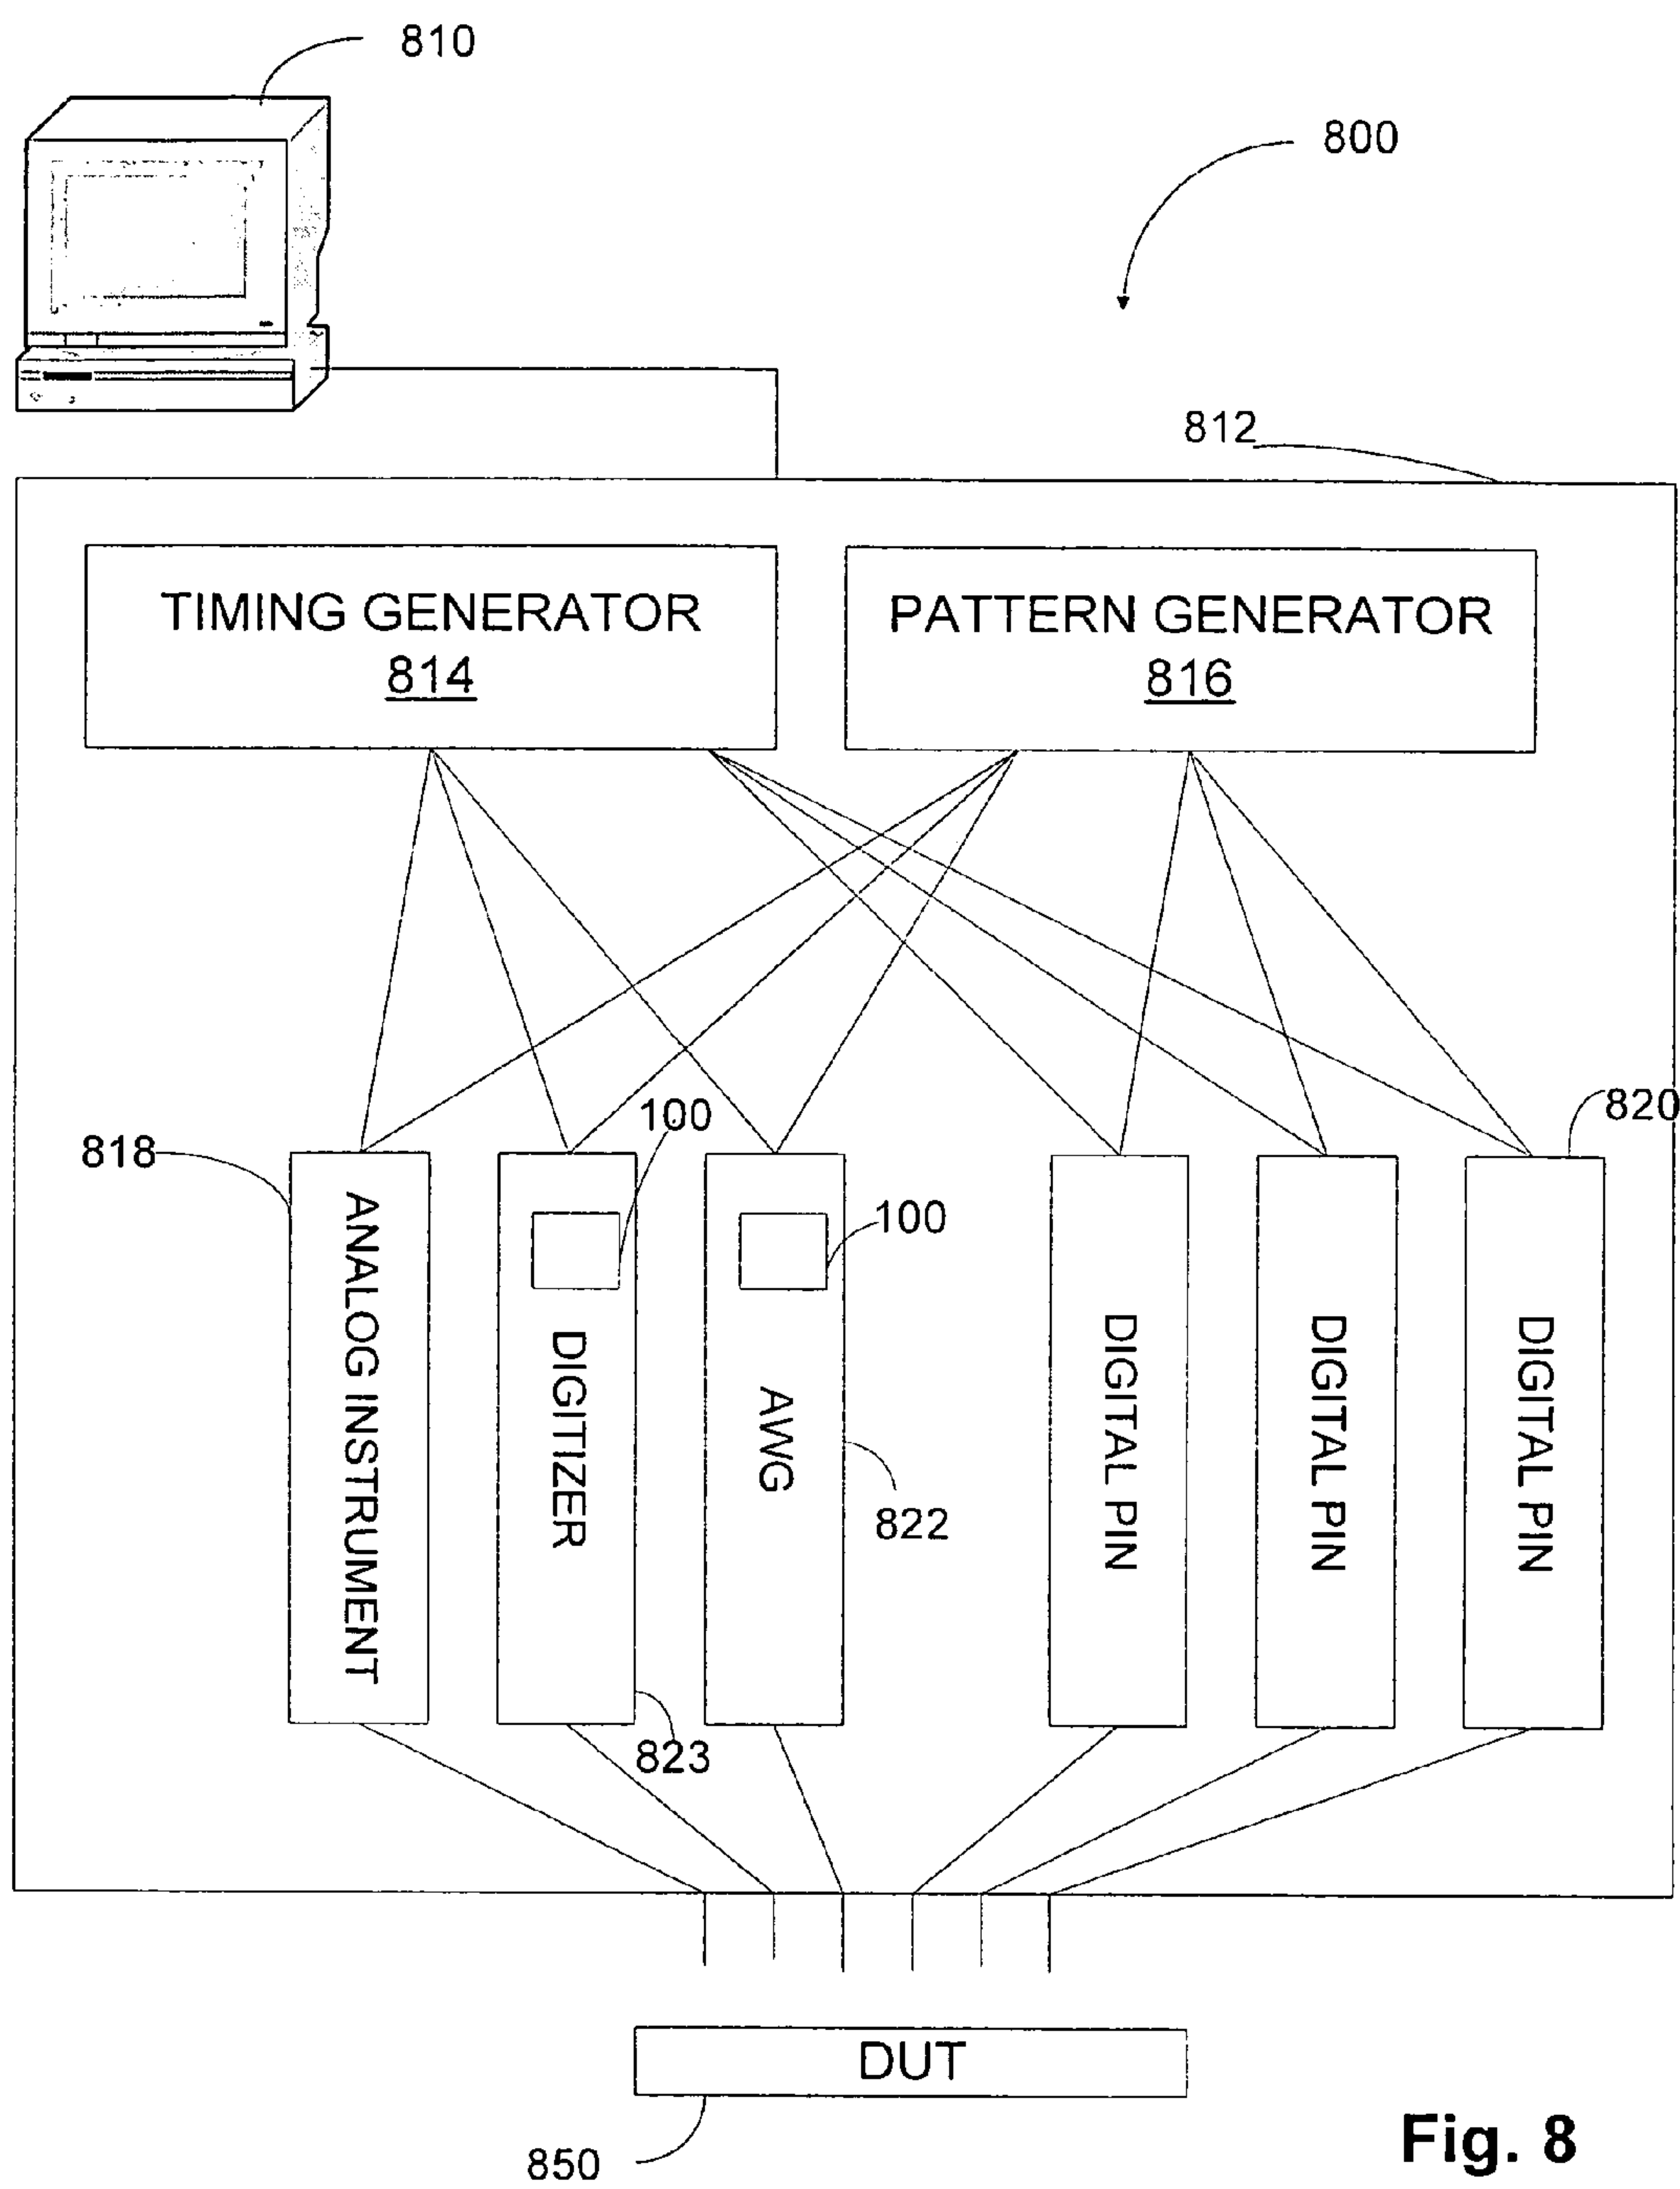 810
800
812
TIMING GENERATOR
814
PATTERN GENERATOR
816
818
100
100
820
ANALOG INSTRUMENT
DIGITIZER
AWG
DIGITAL PIN
DIGITAL PIN
DIGITAL PIN
822
823
DUT
850
Fig. 8